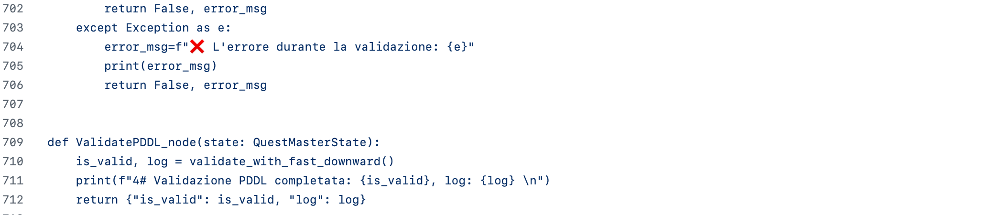 702 return False, error_msg
703 except Exception as e:
704 error_msg=f"❌ L'errore durante la validazione: {e}"
705 print(error_msg)
706 return False, error_msg
707
708
709 def ValidatePDDL_node(state: QuestMasterState):
710 is_valid, log = validate_with_fast_downward()
711 print(f"4# Validazione PDDL completata: {is_valid}, log: {log} \n")
712 return {"is_valid": is_valid, "log": log}